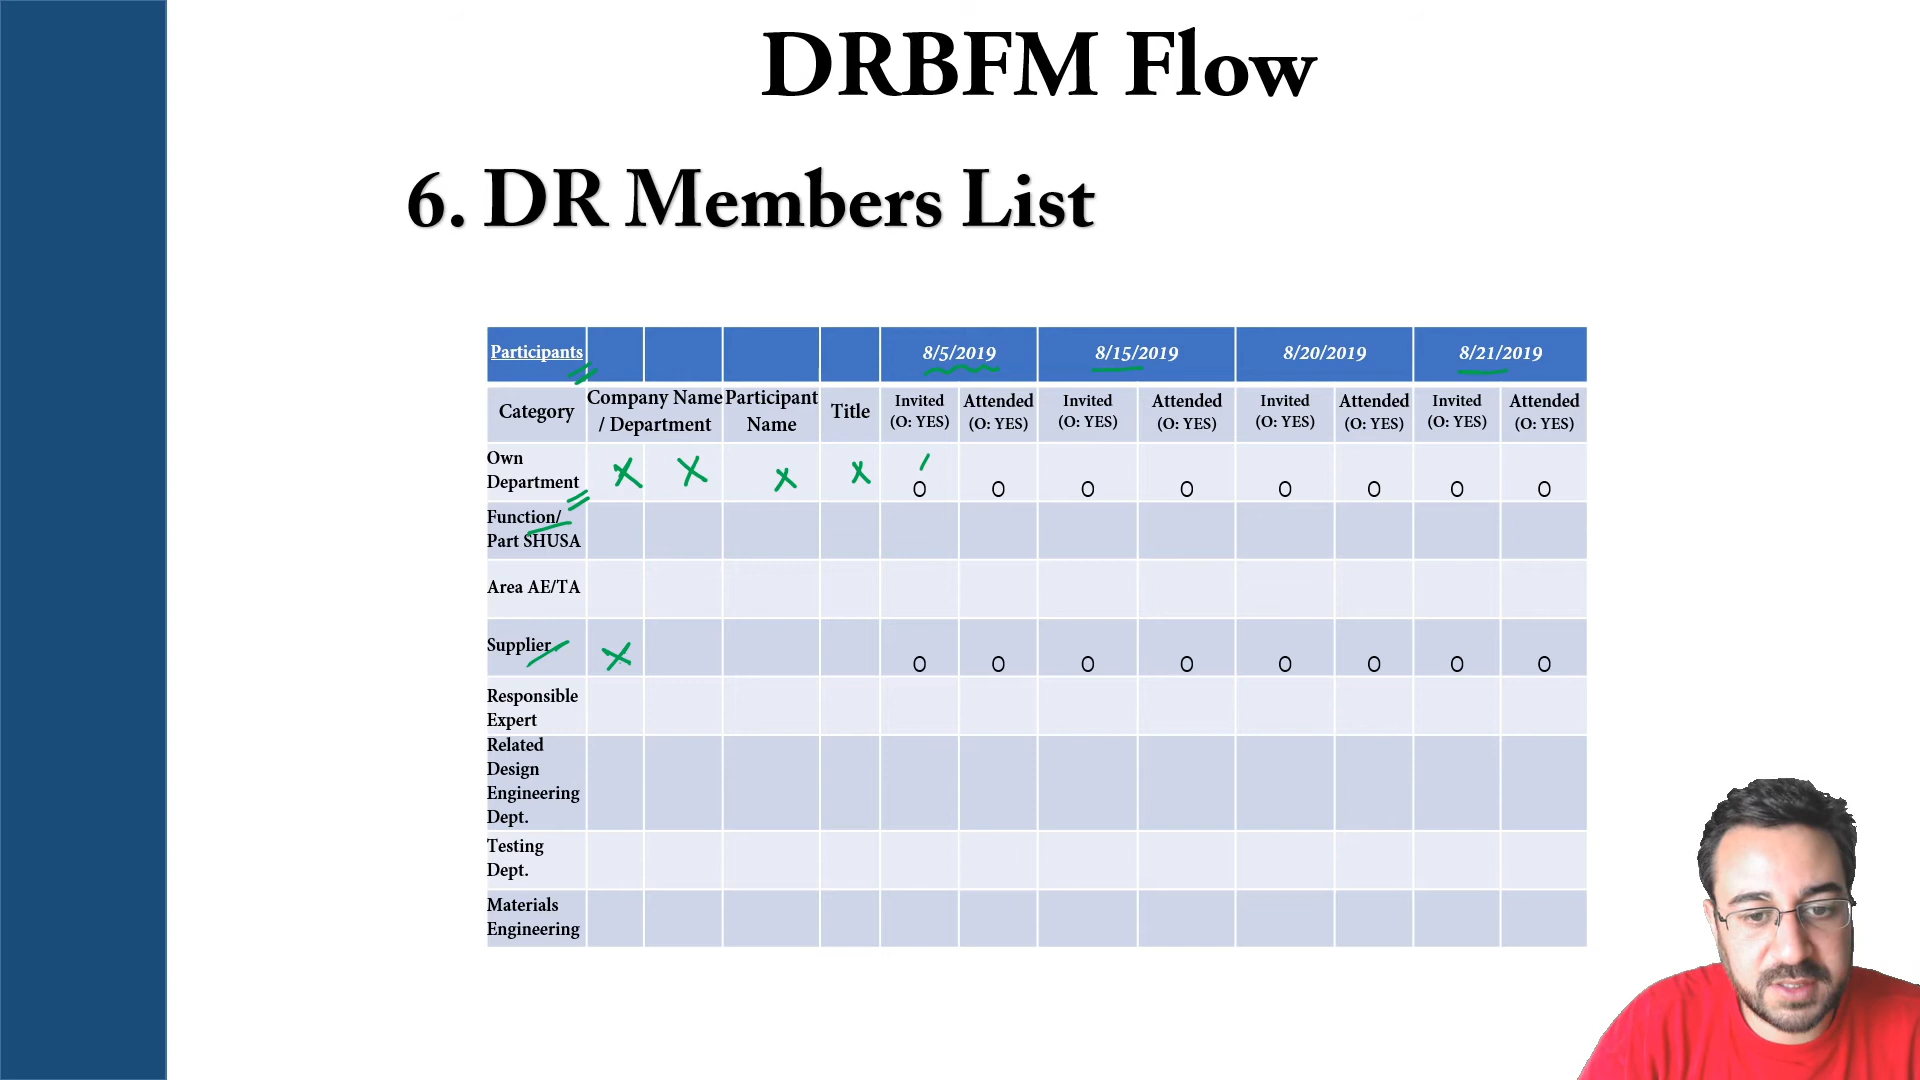 DRBFM Flow
6. DR Members List
Participants 8/5/2019 8/15/2019 8/20/2019 8/21/2019
Category Company Name / Department Participant Name Title Invited (O: YES) Attended (O: YES) Invited (O: YES) Attended (O: YES) Invited (O: YES) Attended (O: YES) Invited (O: YES) Attended (O: YES)
Own Department X X X X O O O O O O O O
Function/ Part SHUSA
Area AE/TA
Supplier X O O O O O O O O
Responsible Expert
Related Design Engineering Dept.
Testing Dept.
Materials Engineering